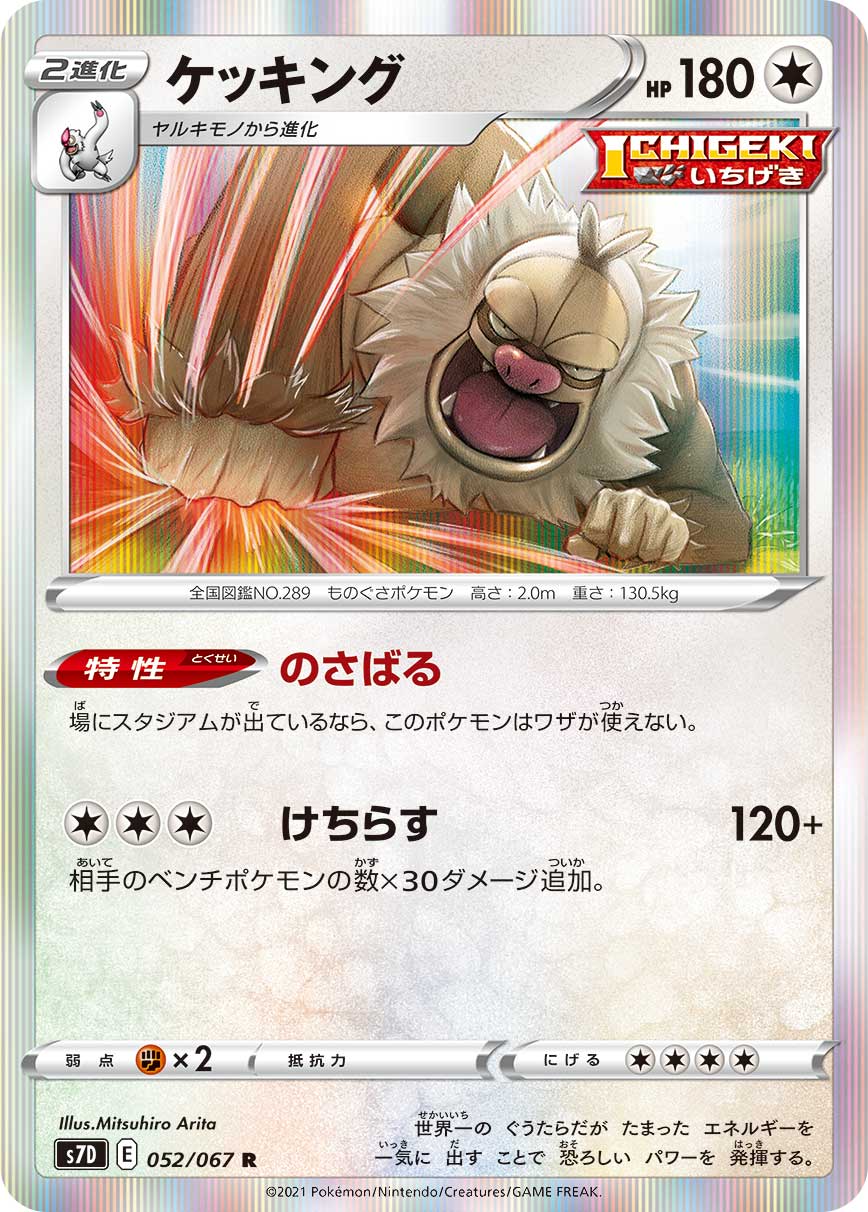 2進化
ケッキング
HP 180
ヤルキモノから進化
ICHIGEKI
いちげき
全国図鑑NO.289 ものぐさポケモン 高さ：2.0m 重さ：130.5kg
特性 とくせい のさばる
場にスタジアムが出ているなら、このポケモンはワザが使えない。
けちらす 120+
相手のベンチポケモンの数×30ダメージ追加。
弱点 ×2 抵抗力 にげる
Illus.Mitsuhiro Arita
世界一の ぐうたらだが たまった エネルギーを
一気に 出す ことで 恐ろしい パワーを 発揮する。
s7D E 052/067 R
©2021 Pokémon/Nintendo/Creatures/GAME FREAK.